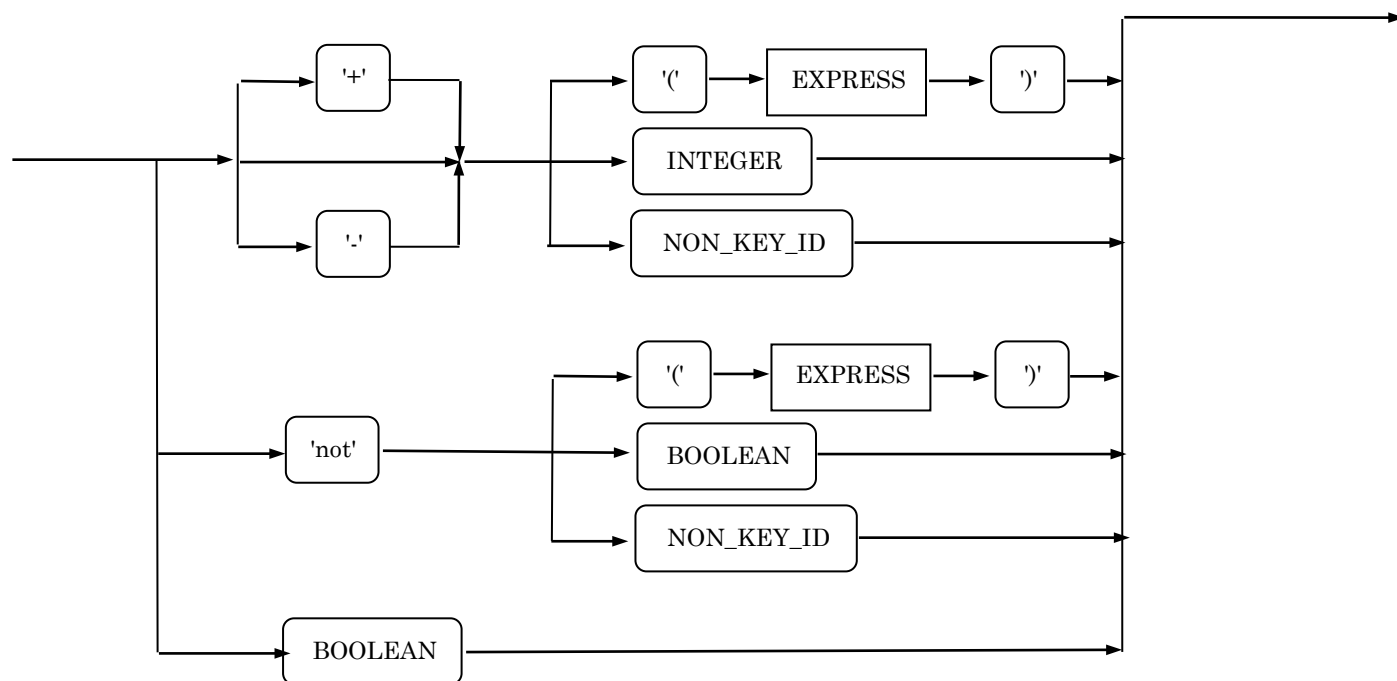 '+'
'(' EXPRESS ')'
INTEGER
'-'
NON_KEY_ID
'(' EXPRESS ')'
'not'
BOOLEAN
NON_KEY_ID
BOOLEAN